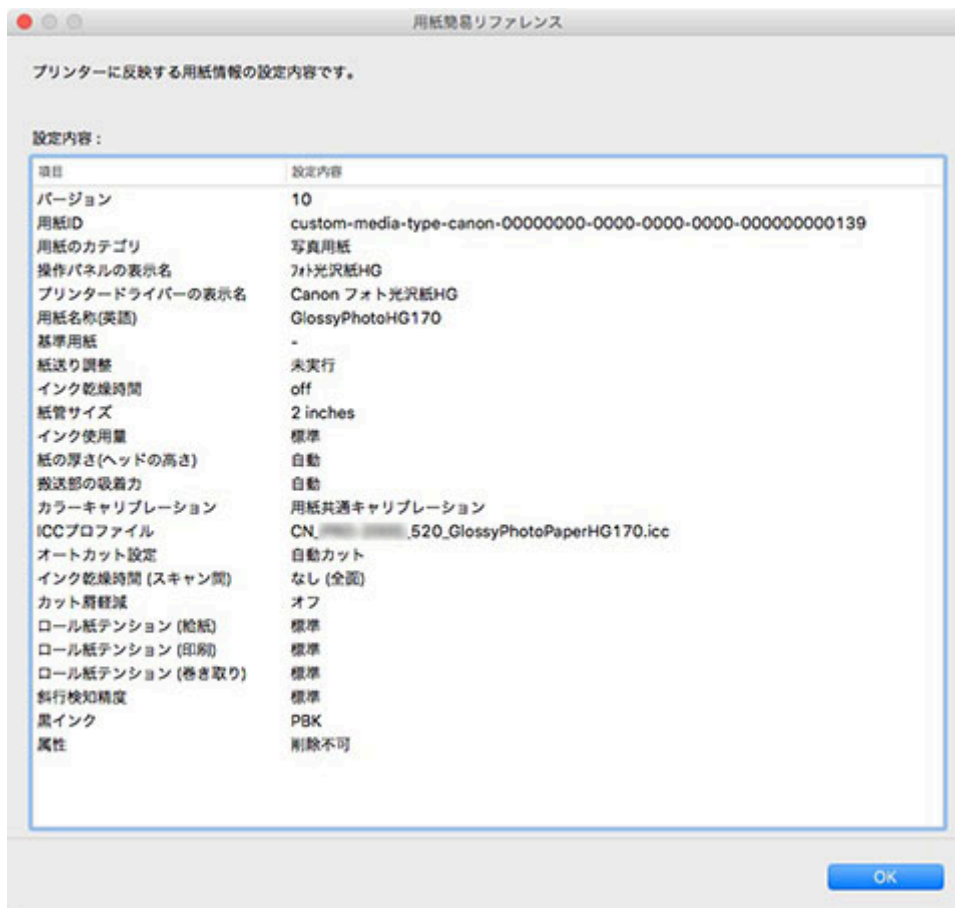 用紙簡易リファレンス
プリンターに反映する用紙情報の設定内容です。
設定内容：
項目 設定内容
バージョン 10
用紙ID custom-media-type-canon-00000000-0000-0000-0000-000000000139
用紙のカテゴリ 写真用紙
操作パネルの表示名 ﾌｫﾄ光沢紙HG
プリンタードライバーの表示名 Canon フォト光沢紙HG
用紙名称(英語) GlossyPhotoHG170
基準用紙 -
紙送り調整 未実行
インク乾燥時間 off
紙管サイズ 2 inches
インク使用量 標準
紙の厚さ(ヘッドの高さ) 自動
搬送部の吸着力 自動
カラーキャリブレーション 用紙共通キャリブレーション
ICCプロファイル CN_ _520_GlossyPhotoPaperHG170.icc
オートカット設定 自動カット
インク乾燥時間 (スキャン間) なし (全面)
カット屑軽減 オフ
ロール紙テンション (給紙) 標準
ロール紙テンション (印刷) 標準
ロール紙テンション (巻き取り) 標準
斜行検知精度 標準
黒インク PBK
属性 削除不可
OK